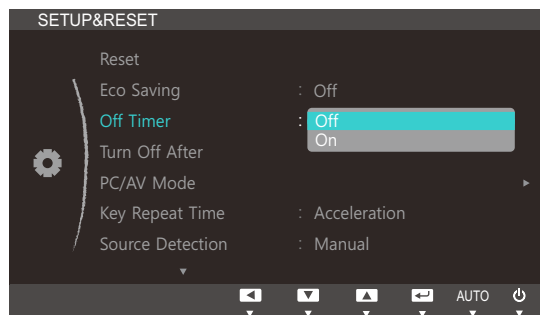 SETUP&RESET
Reset
Eco Saving : Off
Off Timer : Off
On
Turn Off After
PC/AV Mode
Key Repeat Time : Acceleration
Source Detection : Manual
AUTO